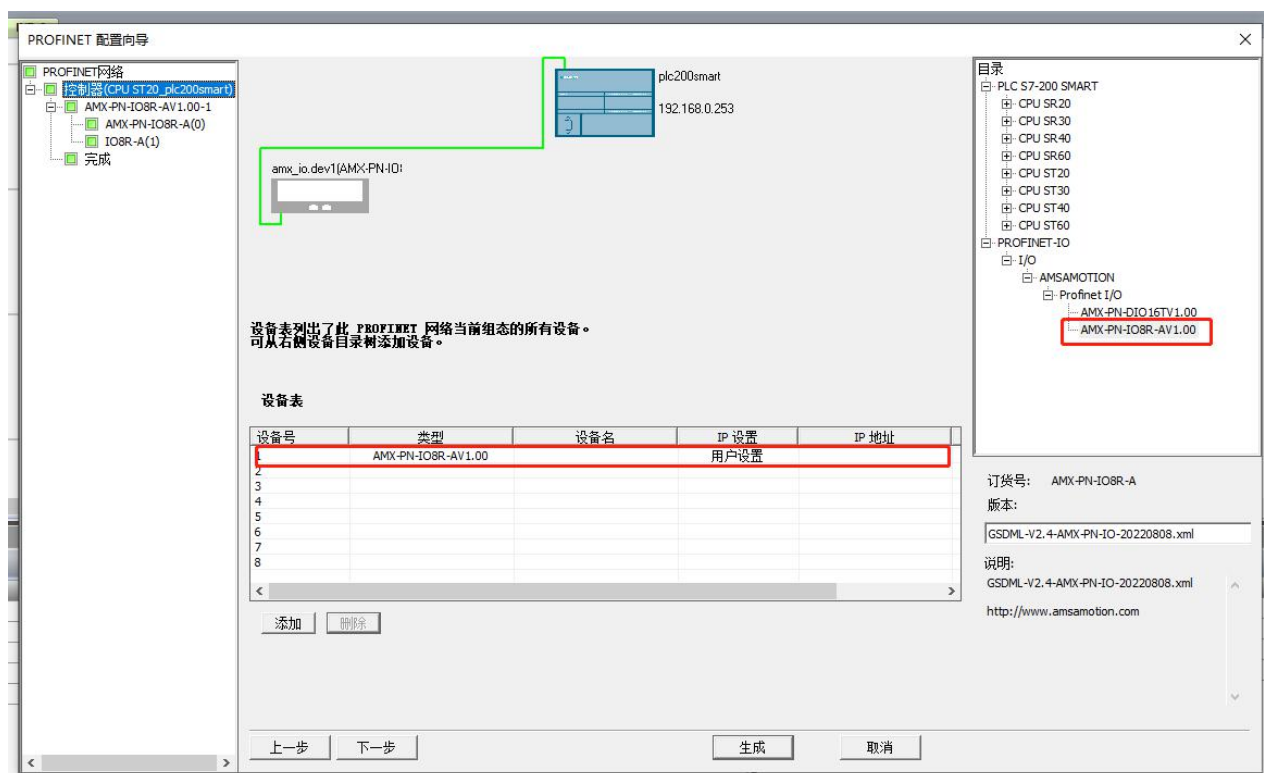 PROFINET 配置向导
PROFINET网络
控制器(CPU ST20_plc200smart)
AMX-PN-IO8R-AV1.00-1
AMX-PN-IO8R-A(0)
IO8R-A(1)
完成
plc200smart
192.168.0.253
amx_io.dev1(AMX-PN-IO
设备表列出了此 PROFINET 网络当前组态的所有设备。
可从右侧设备目录树添加设备。
设备表
设备号 类型 设备名 IP 设置 IP 地址
1 AMX-PN-IO8R-AV1.00 用户设置
2
3
4
5
6
7
8
添加 删除
上一步 下一步 生成 取消
目录
PLC S7-200 SMART
CPU SR20
CPU SR30
CPU SR40
CPU SR60
CPU ST20
CPU ST30
CPU ST40
CPU ST60
PROFINET-IO
I/O
AMSAMOTION
Profinet I/O
AMX-PN-DIO16TV1.00
AMX-PN-IO8R-AV1.00
订货号: AMX-PN-IO8R-A
版本:
GSDML-V2.4-AMX-PN-IO-20220808.xml
说明:
GSDML-V2.4-AMX-PN-IO-20220808.xml
http://www.amsamotion.com